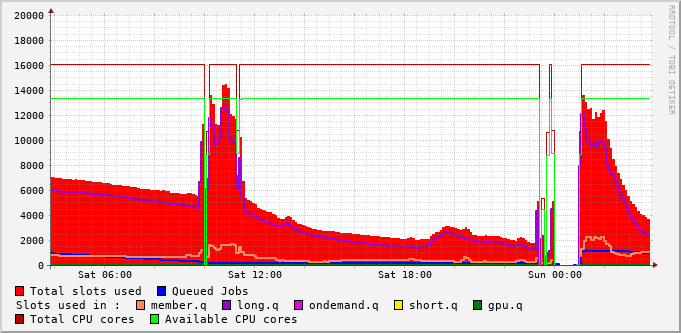 20000
18000
16000
14000
12000
10000
8000
6000
4000
2000
0
RRDTOOL / TOBI OETIKER
Sat 06:00 Sat 12:00 Sat 18:00 Sun 00:00
Total slots used Queued Jobs
Slots used in : member.q long.q ondemand.q short.q gpu.q
Total CPU cores Available CPU cores